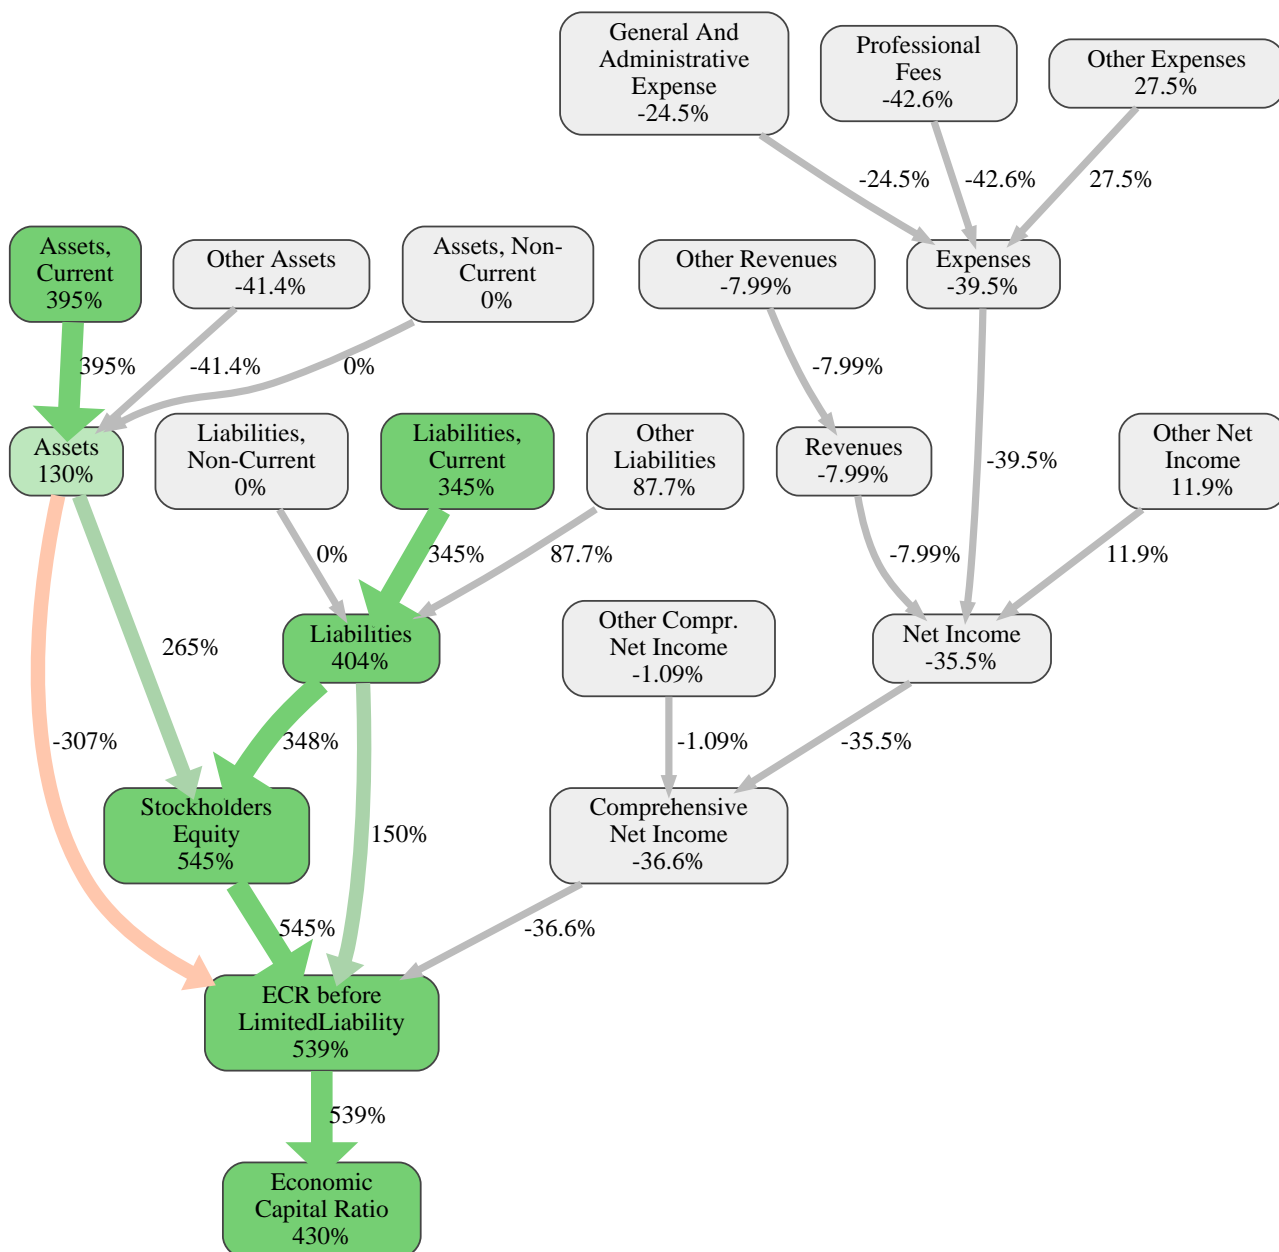 General And
Administrative
Expense
-24.5%
Professional
Fees
-42.6%
Other Expenses
27.5%
-24.5%
-42.6%
27.5%
Assets,
Current
395%
Other Assets
-41.4%
Assets, Non-
Current
0%
Other Revenues
-7.99%
Expenses
-39.5%
395%
-41.4%
0%
-7.99%
Assets
130%
Liabilities,
Non-Current
0%
Liabilities,
Current
345%
Other
Liabilities
87.7%
Revenues
-7.99%
-39.5%
Other Net
Income
11.9%
0%
345%
87.7%
-7.99%
11.9%
265%
Liabilities
404%
Other Compr.
Net Income
-1.09%
Net Income
-35.5%
-307%
348%
-1.09%
-35.5%
Stockholders
Equity
545%
150%
Comprehensive
Net Income
-36.6%
545%
-36.6%
ECR before
LimitedLiability
539%
539%
Economic
Capital Ratio
430%